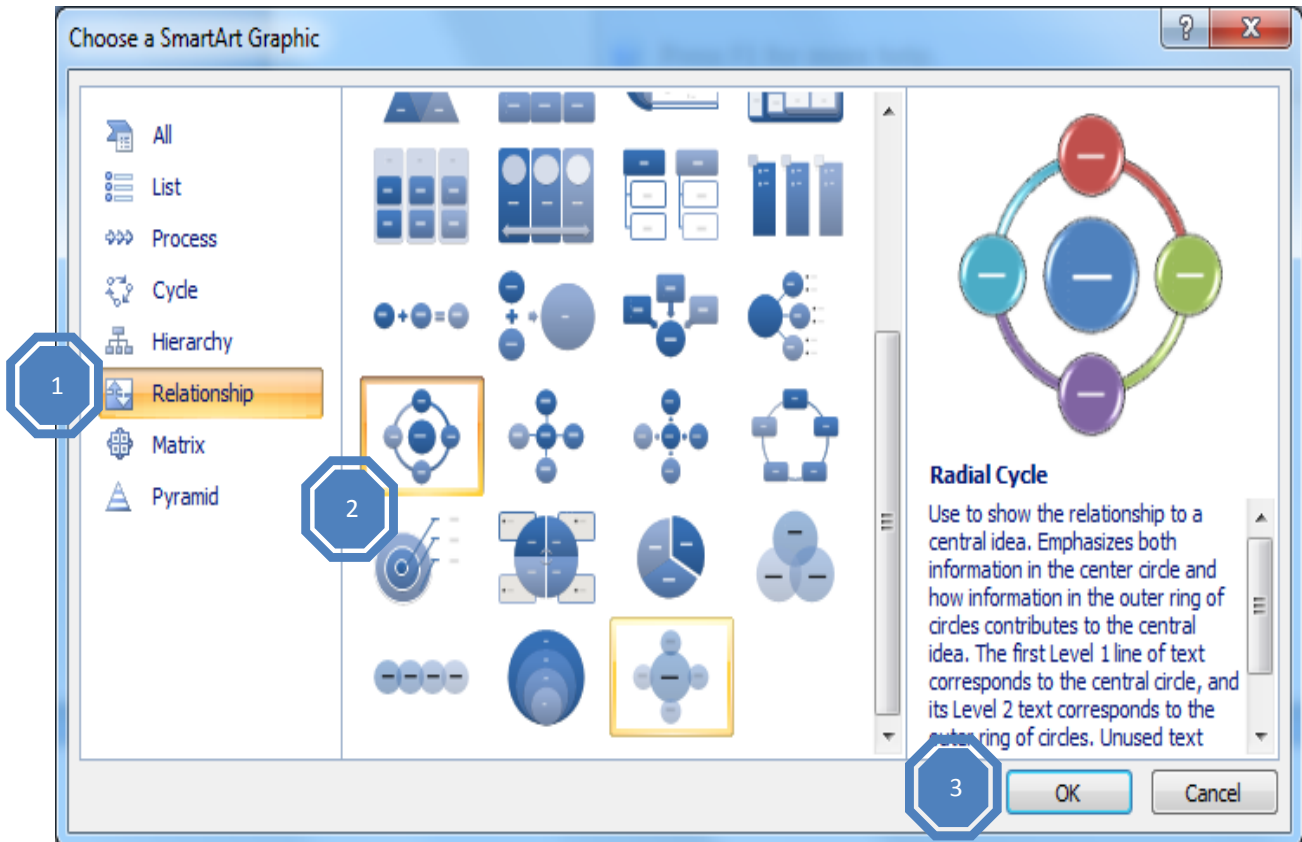 Choose a SmartArt Graphic
?
X
All
List
Process
Cycle
Hierarchy
1
Relationship
Matrix
Pyramid
2
Radial Cycle
Use to show the relationship to a
central idea. Emphasizes both
information in the center circle and
how information in the outer ring of
circles contributes to the central
idea. The first Level 1 line of text
corresponds to the central circle, and
its Level 2 text corresponds to the
outer ring of circles. Unused text
3
OK
Cancel